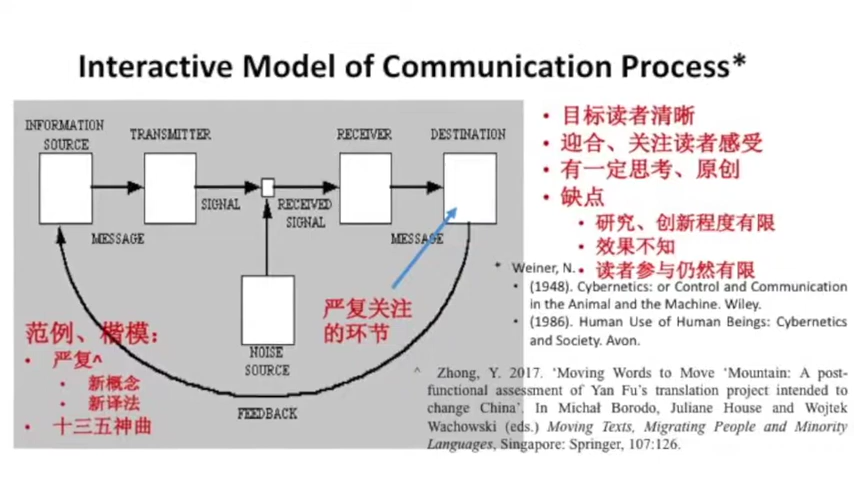 Interactive Model of Communication Process*
INFORMATION
SOURCE
TRANSMITTER
RECEIVER
DESTINATION
SIGNAL
RECEIVED
SIGNAL
MESSAGE
MESSAGE
NOISE
SOURCE
FEEDBACK
严复关注
的环节
范例、楷模：
• 严复^
• 新概念
• 新译法
• 十三五神曲
• 目标读者清晰
• 迎合、关注读者感受
• 有一定思考、原创
• 缺点
• 研究、创新程度有限
• 效果不知
• 读者参与仍然有限
* Weiner, N.
• (1948). Cybernetics: or Control and Communication
in the Animal and the Machine. Wiley.
• (1986). Human Use of Human Beings: Cybernetics
and Society. Avon.
^ Zhong, Y. 2017. ‘Moving Words to Move ‘Mountain: A post-
functional assessment of Yan Fu’s translation project intended to
change China’. In Michał Borodo, Juliane House and Wojtek
Wachowski (eds.) Moving Texts, Migrating People and Minority
Languages, Singapore: Springer, 107:126.